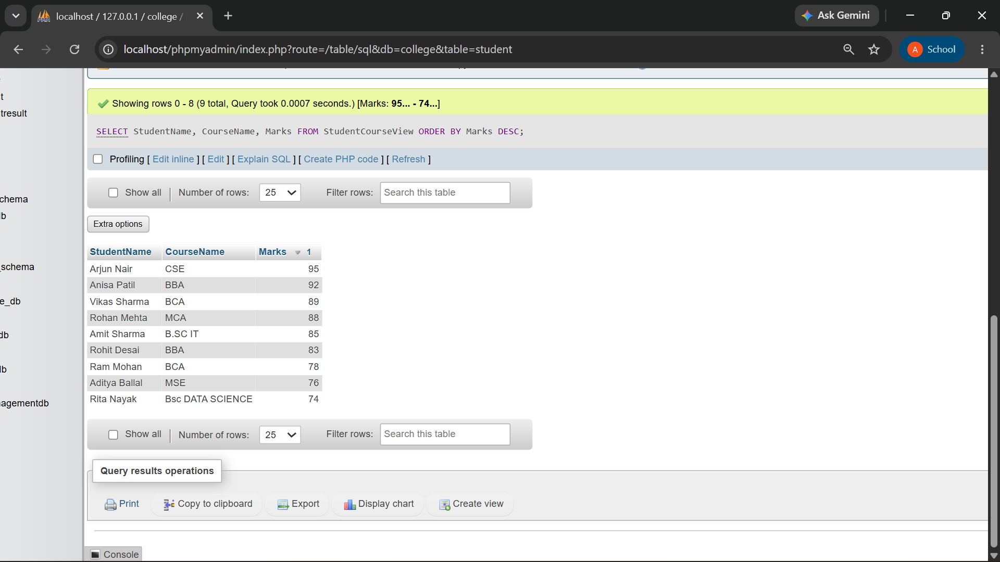 localhost / 127.0.0.1 / college /
Ask Gemini
localhost/phpmyadmin/index.php?route=/table/sql&db=college&table=student
A School
t
tresult
chema
lb
_schema
e_db
db
lb
agementdb
Showing rows 0 - 8 (9 total, Query took 0.0007 seconds.) [Marks: 95... - 74...]
SELECT StudentName, CourseName, Marks FROM StudentCourseView ORDER BY Marks DESC;
Profiling [ Edit inline ] [ Edit ] [ Explain SQL ] [ Create PHP code ] [ Refresh ]
Show all Number of rows: 25 Filter rows: Search this table
Extra options
StudentName CourseName Marks 1
Arjun Nair CSE 95
Anisa Patil BBA 92
Vikas Sharma BCA 89
Rohan Mehta MCA 88
Amit Sharma B.SC IT 85
Rohit Desai BBA 83
Ram Mohan BCA 78
Aditya Ballal MSE 76
Rita Nayak Bsc DATA SCIENCE 74
Show all Number of rows: 25 Filter rows: Search this table
Query results operations
Print Copy to clipboard Export Display chart Create view
Console